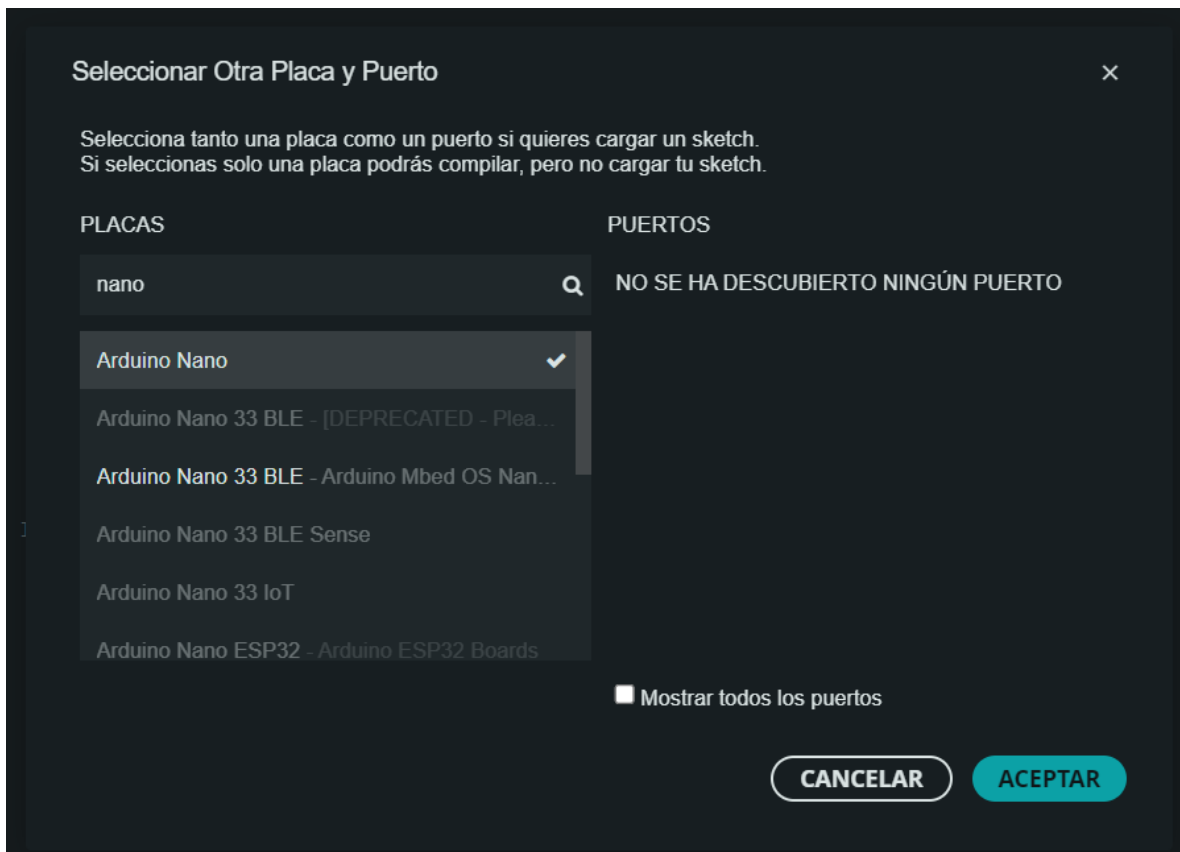 Seleccionar Otra Placa y Puerto
Selecciona tanto una placa como un puerto si quieres cargar un sketch.
Si seleccionas solo una placa podrás compilar, pero no cargar tu sketch.
PLACAS
nano
Arduino Nano
Arduino Nano 33 BLE - [DEPRECATED - Plea...
Arduino Nano 33 BLE - Arduino Mbed OS Nan...
Arduino Nano 33 BLE Sense
Arduino Nano 33 IoT
Arduino Nano ESP32 - Arduino ESP32 Boards
PUERTOS
NO SE HA DESCUBIERTO NINGÚN PUERTO
Mostrar todos los puertos
CANCELAR
ACEPTAR